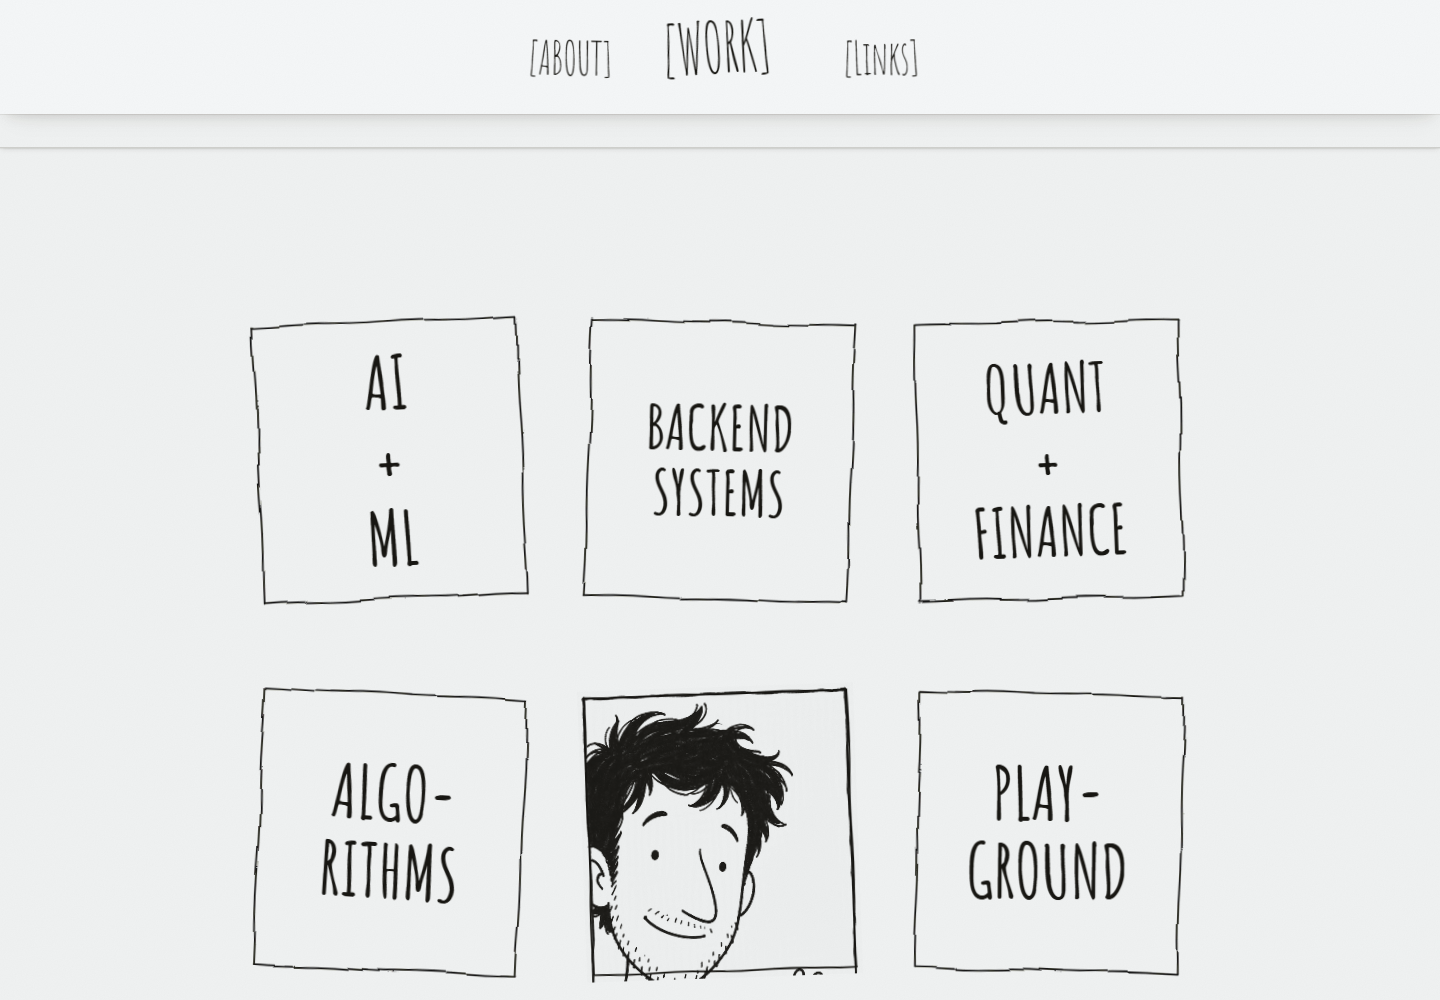 [ABOUT] [WORK] [LINKS]
AI
+
ML
BACKEND
SYSTEMS
QUANT
+
FINANCE
ALGO-
RITHMS
PLAY-
GROUND